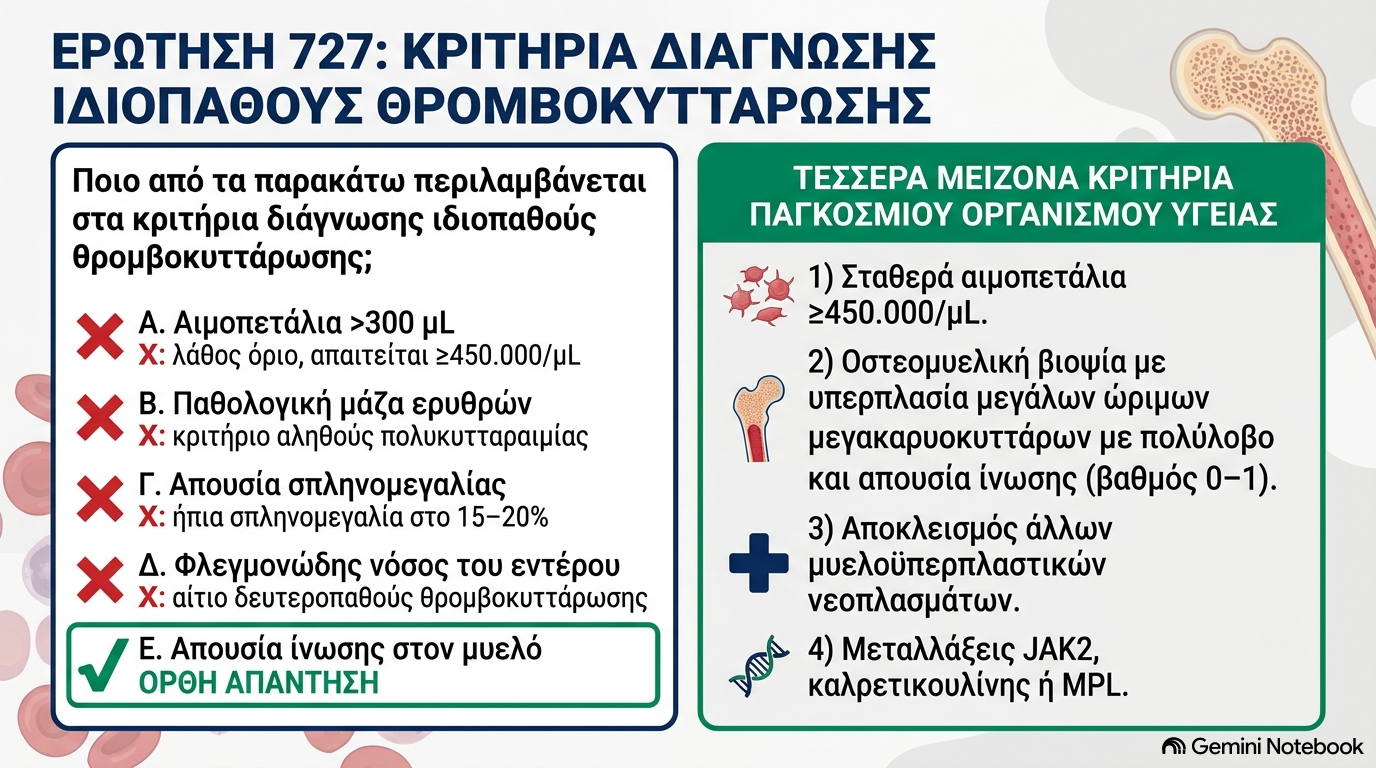 ΕΡΩΤΗΣΗ 727: ΚΡΙΤΗΡΙΑ ΔΙΑΓΝΩΣΗΣ
ΙΔΙΟΠΑΘΟΥΣ ΘΡΟΜΒΟΚΥΤΤΑΡΩΣΗΣ
Ποιο από τα παρακάτω περιλαμβάνεται
στα κριτήρια διάγνωσης ιδιοπαθούς
θρομβοκυττάρωσης;
Α. Αιμοπετάλια >300 μL
X: λάθος όριο, απαιτείται ≥450.000/μL
Β. Παθολογική μάζα ερυθρών
X: κριτήριο αληθούς πολυκυτταραιμίας
Γ. Απουσία σπληνομεγαλίας
X: ήπια σπληνομεγαλία στο 15–20%
Δ. Φλεγμονώδης νόσος του εντέρου
X: αίτιο δευτεροπαθούς θρομβοκυττάρωσης
Ε. Απουσία ίνωσης στον μυελό
ΟΡΘΗ ΑΠΑΝΤΗΣΗ
ΤΕΣΣΕΡΑ ΜΕΙΖΟΝΑ ΚΡΙΤΗΡΙΑ
ΠΑΓΚΟΣΜΙΟΥ ΟΡΓΑΝΙΣΜΟΥ ΥΓΕΙΑΣ
1) Σταθερά αιμοπετάλια
≥450.000/μL.
2) Οστεομυελική βιοψία με
υπερπλασία μεγάλων ώριμων
μεγακαρυοκυττάρων με πολύλοβο
και απουσία ίνωσης (βαθμός 0–1).
3) Αποκλεισμός άλλων
μυελοϋπερπλαστικών
νεοπλασμάτων.
4) Μεταλλάξεις JAK2,
καλρετικουλίνης ή MPL.
Gemini Notebook